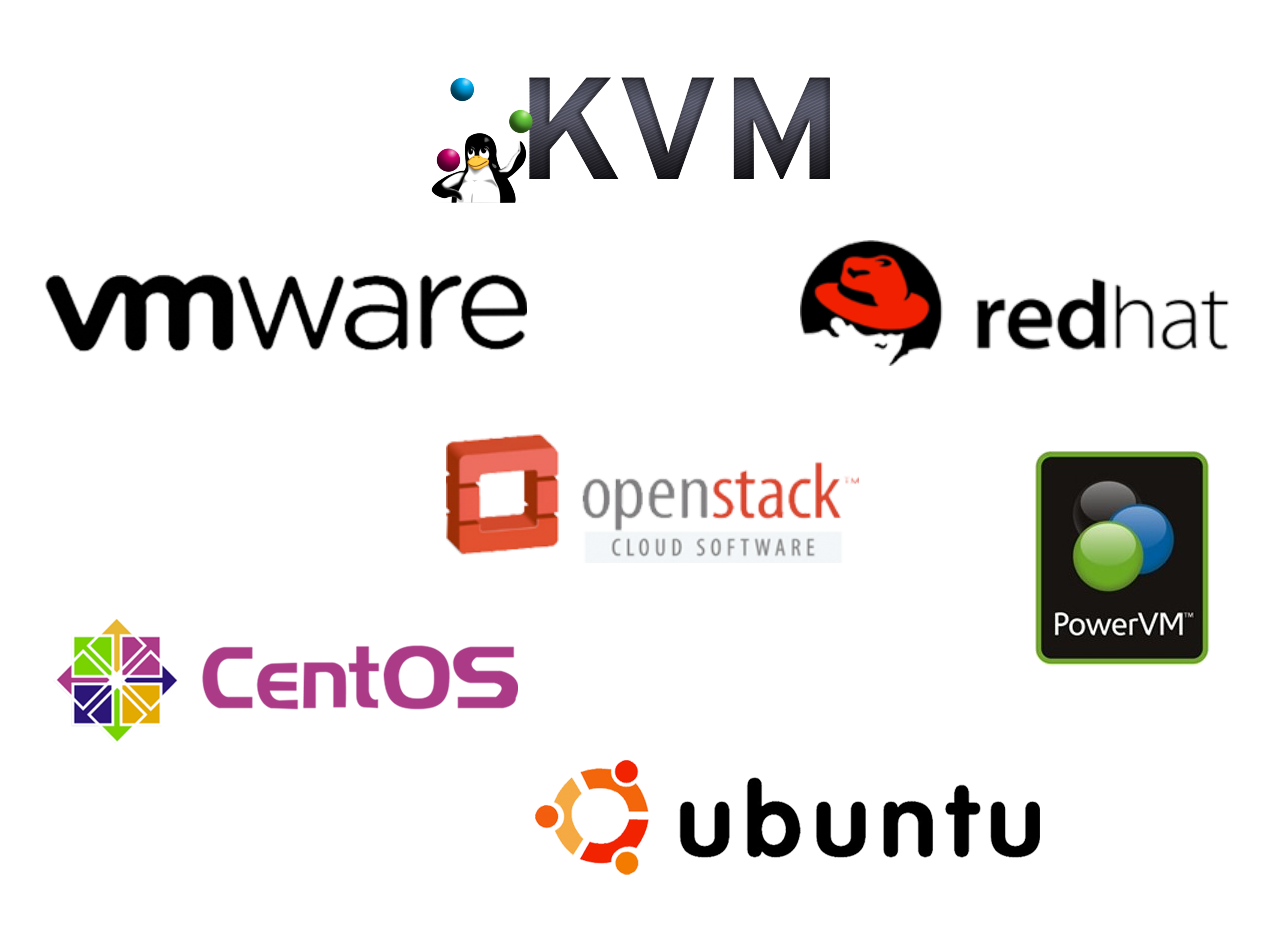 KVM
vmware
redhat
openstack™
CLOUD SOFTWARE
PowerVM™
CentOS
ubuntu